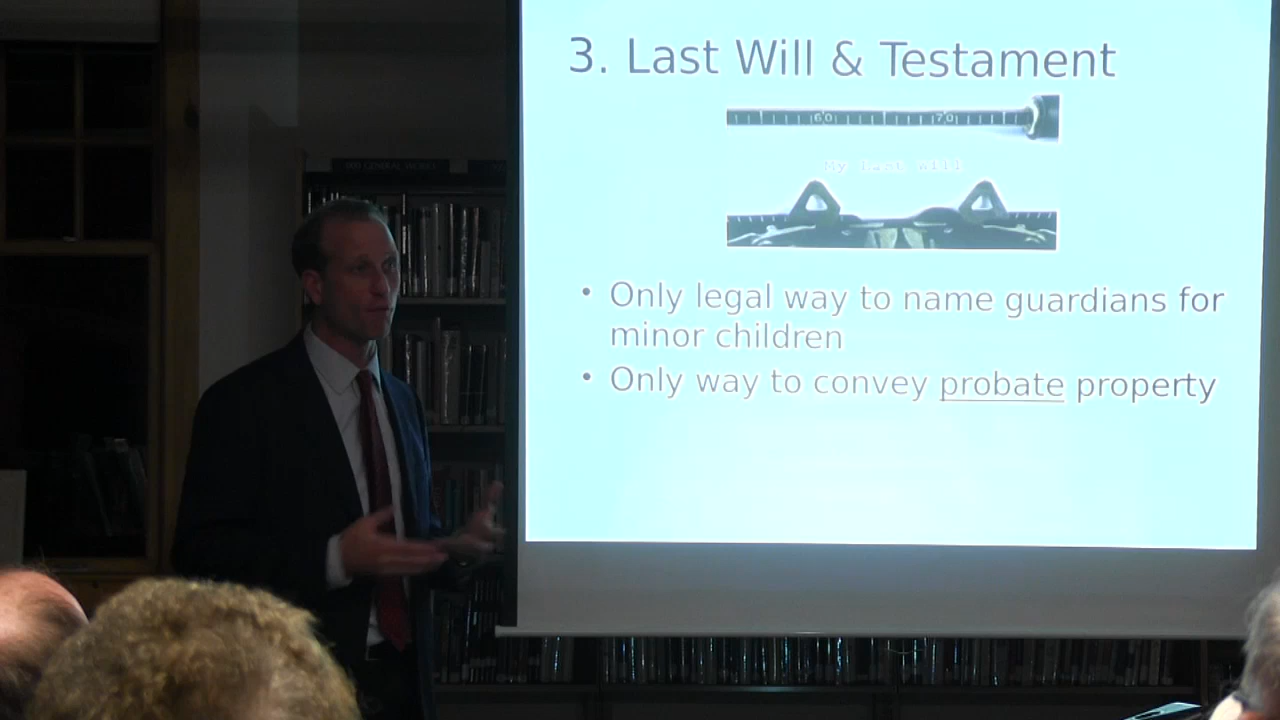 3. Last Will & Testament
60 70
My Last Will
• Only legal way to name guardians for
minor children
• Only way to convey probate property